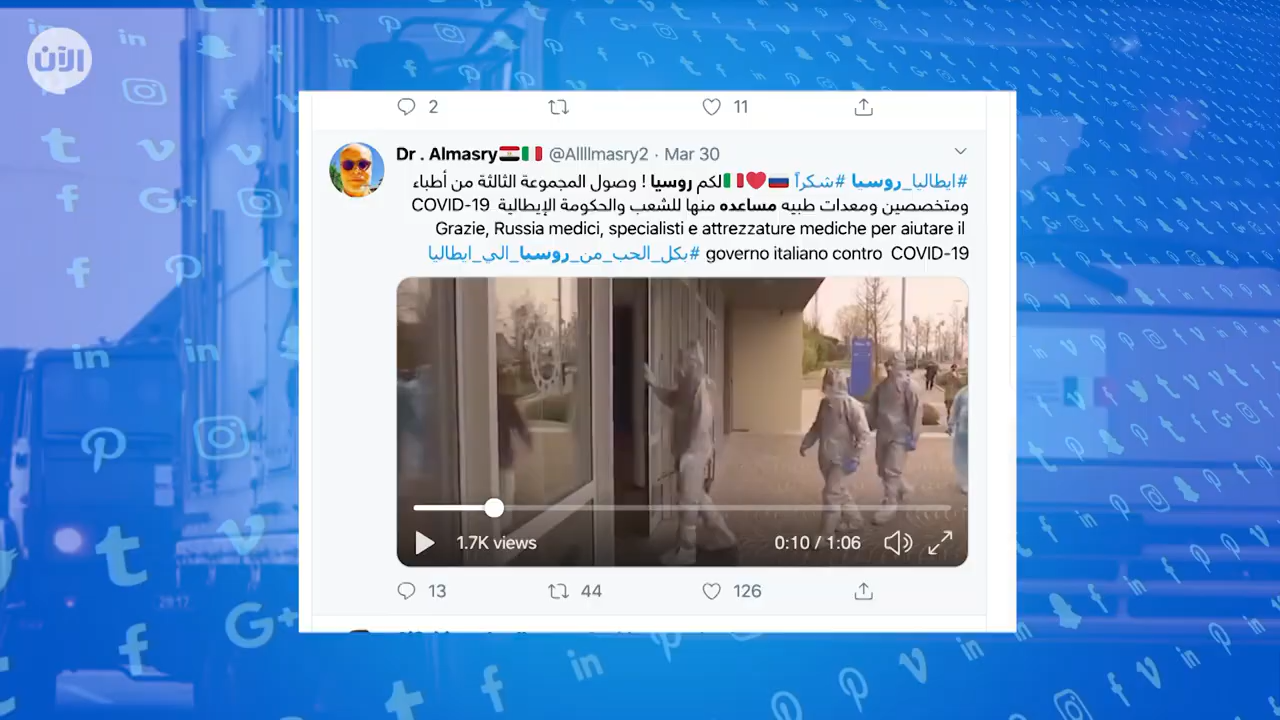 الآن
2
11
Dr . Almasry🇪🇬🇮🇹 @Allllmasry2 · Mar 30
#ايطاليا_روسيا #شكراً 🇷🇺❤️🇮🇹لكم روسيا ! وصول المجموعة الثالثة من أطباء
ومتخصصين ومعدات طبيه مساعده منها للشعب والحكومة الإيطالية COVID-19
Grazie, Russia medici, specialisti e attrezzature mediche per aiutare il
governo italiano contro COVID-19 #بكل_الحب_من_روسيا_الي_ايطاليا
1.7K views
0:10 / 1:06
13
44
126